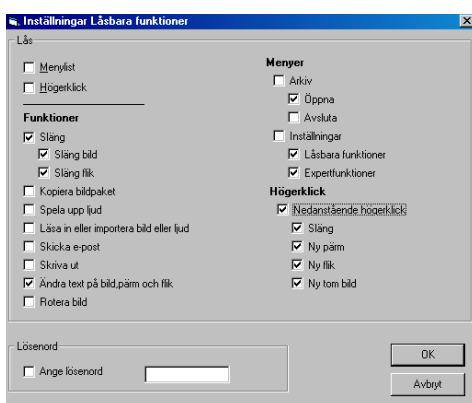 Inställningar Låsbara funktioner
Lås
Menylist
Högerklick
Funktioner
Släng
Släng bild
Släng flik
Kopiera bildpaket
Spela upp ljud
Läsa in eller importera bild eller ljud
Skicka e-post
Skriva ut
Ändra text på bild,pärm och flik
Rotera bild
Menyer
Arkiv
Öppna
Avsluta
Inställningar
Låsbara funktioner
Expertfunktioner
Högerklick
Nedanstående högerklick
Släng
Ny pärm
Ny flik
Ny tom bild
Lösenord
Ange lösenord
OK
Avbryt